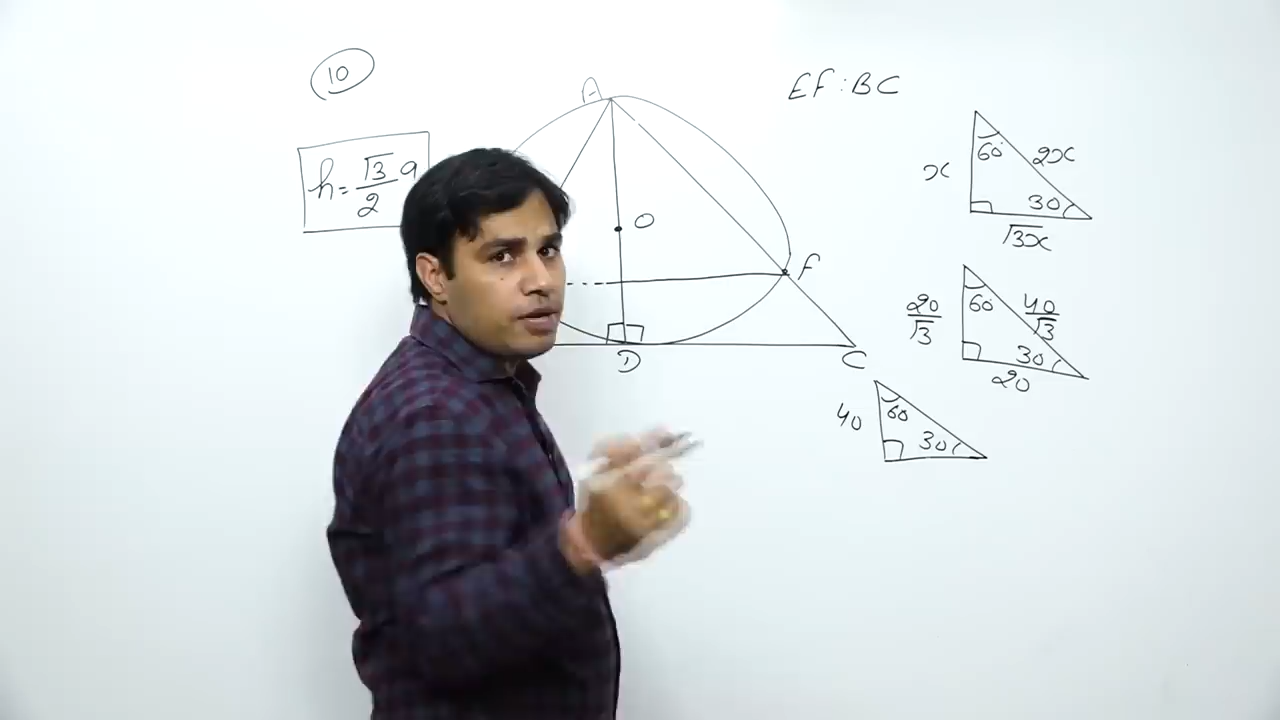 10
h = √3/2 a
A
O
F
D
C
EF : BC
60°
x
2x
30
√3x
20/√3
60°
40/√3
30
20
40
60
30